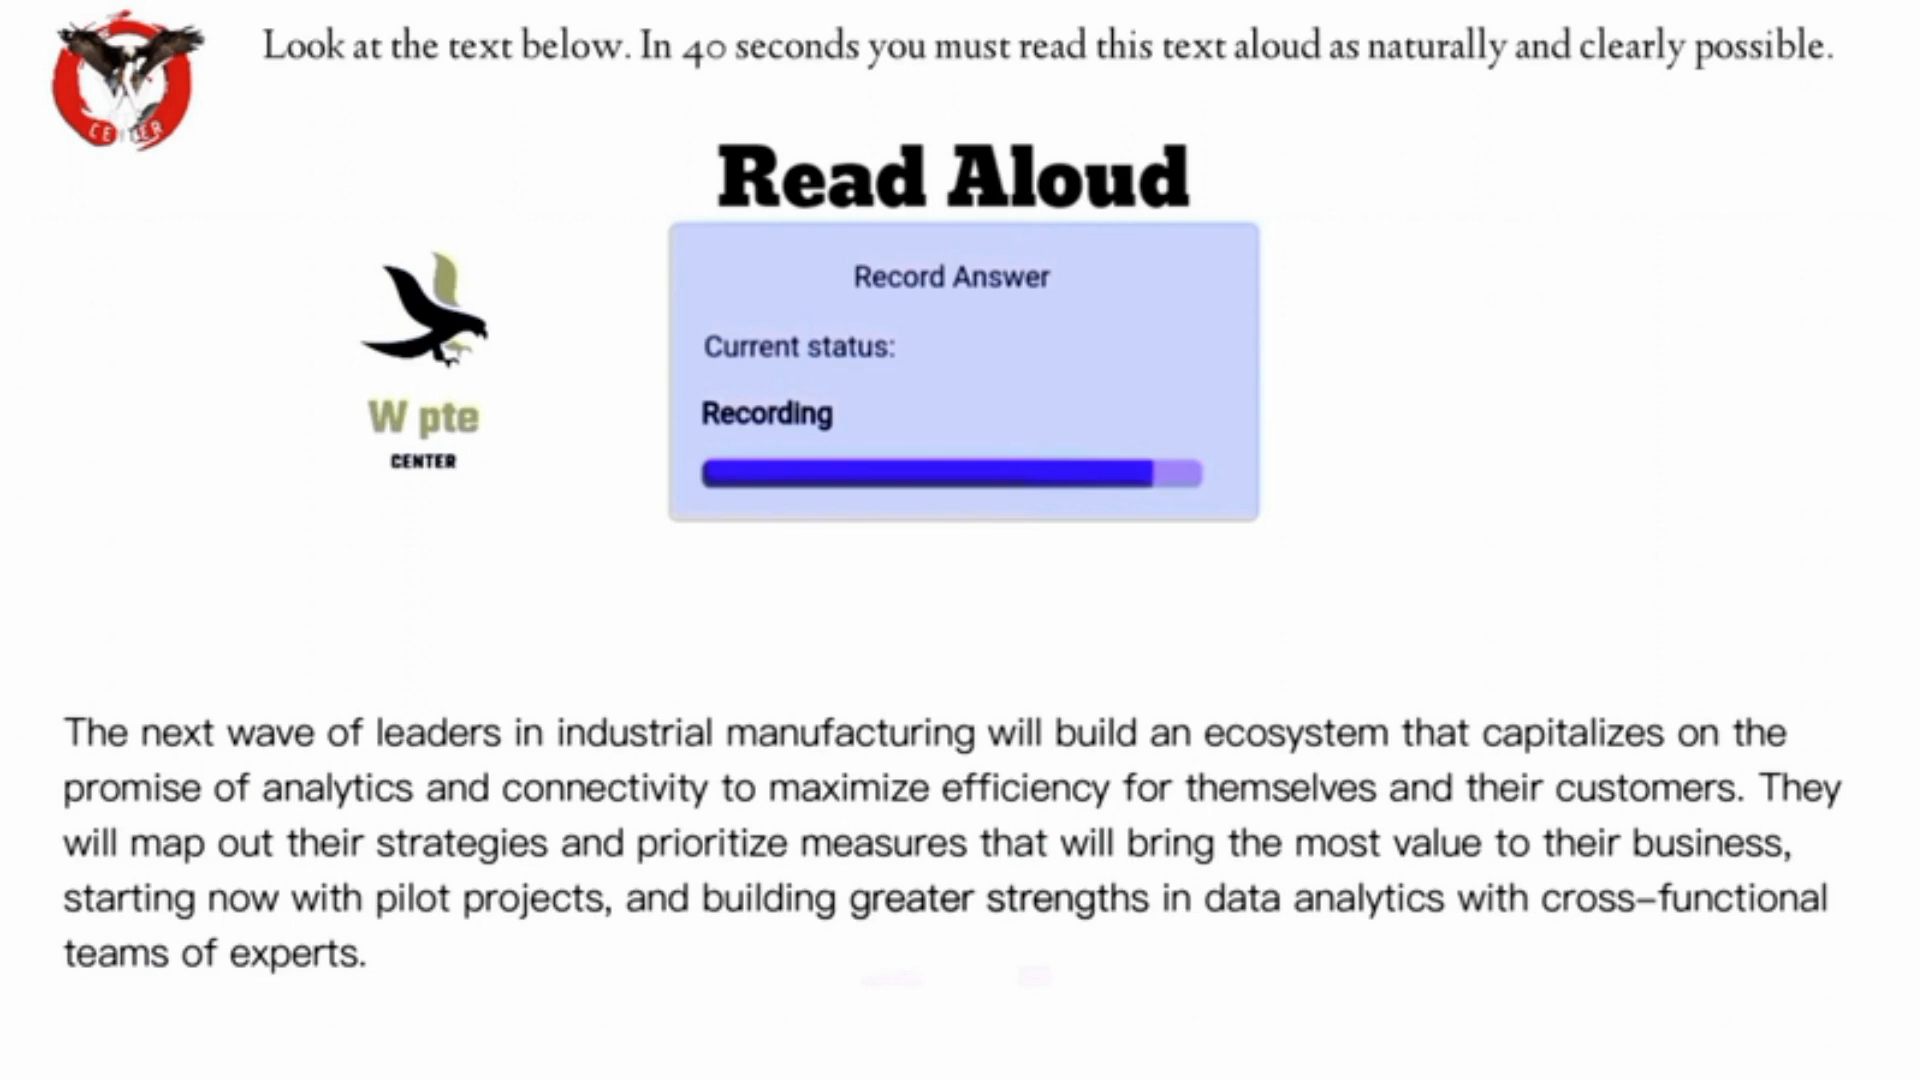 Look at the text below. In 40 seconds you must read this text aloud as naturally and clearly possible.
CENTER
Read Aloud
Record Answer
Current status:
Recording
W pte
CENTER
The next wave of leaders in industrial manufacturing will build an ecosystem that capitalizes on the
promise of analytics and connectivity to maximize efficiency for themselves and their customers. They
will map out their strategies and prioritize measures that will bring the most value to their business,
starting now with pilot projects, and building greater strengths in data analytics with cross–functional
teams of experts.